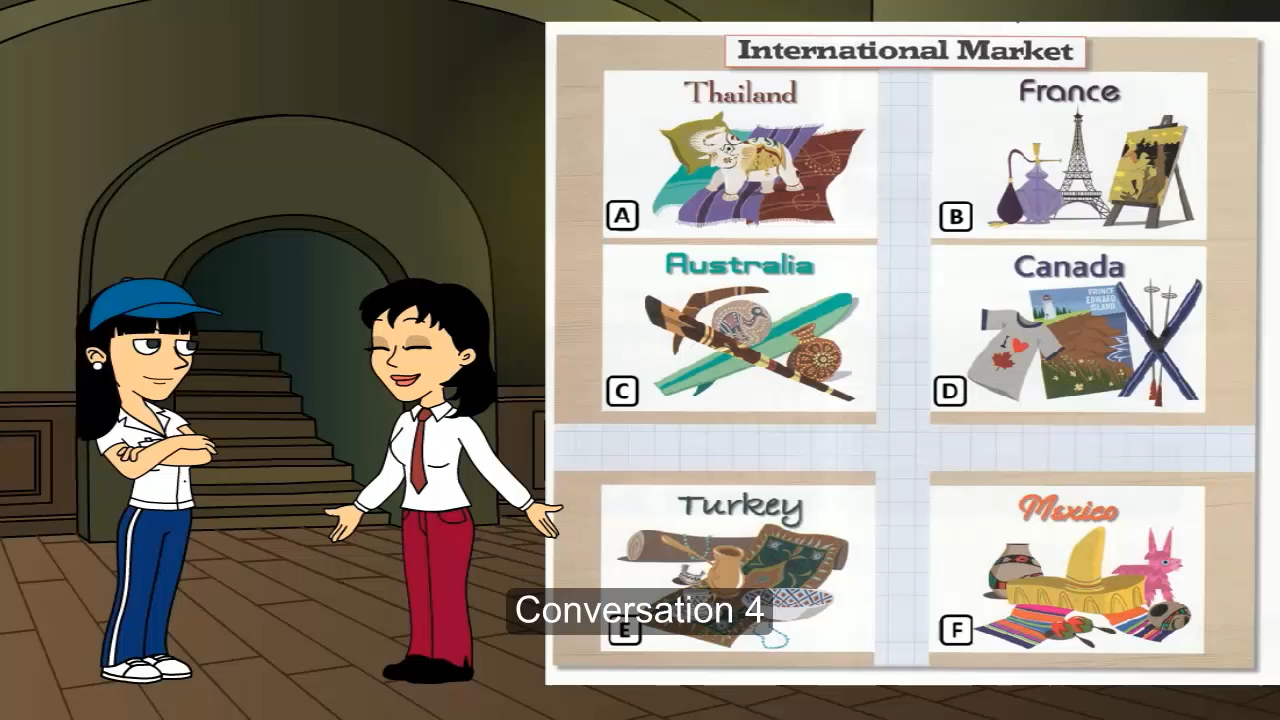 International Market
Thailand
France
A
B
Australia
Canada
PRINCE
EDWARD
ISLAND
I
C
D
Turkey
Mexico
Conversation 4
E
F